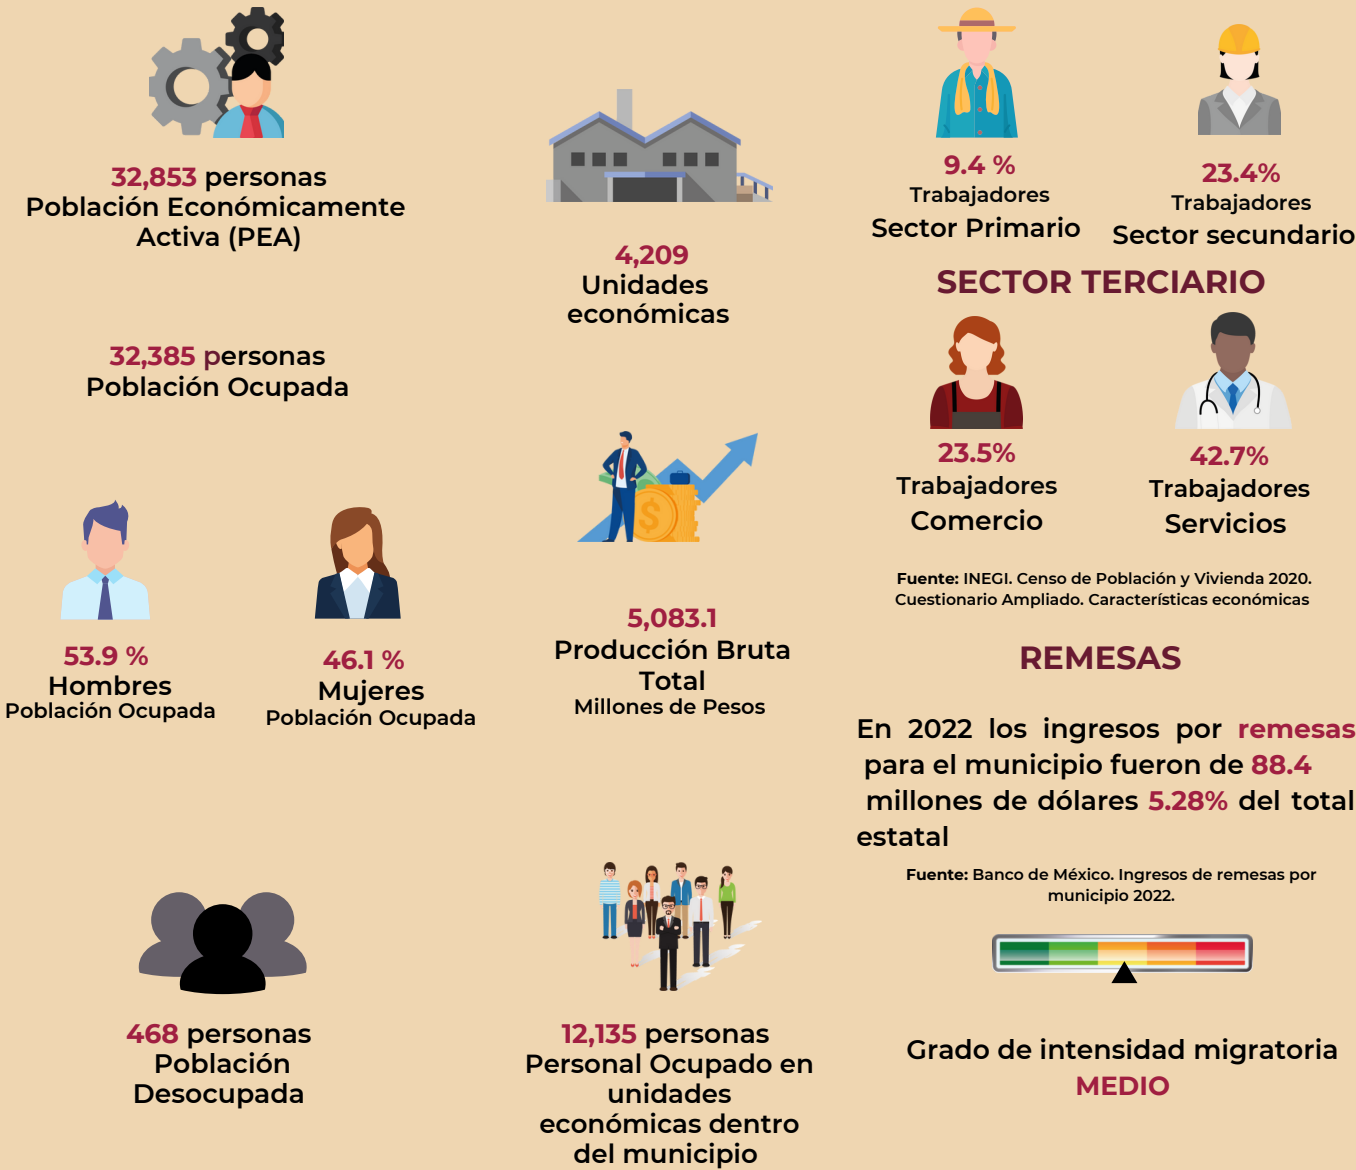 32,853 personas
Población Económicamente
Activa (PEA)
32,385 personas
Población Ocupada
53.9 %
Hombres
Población Ocupada
46.1 %
Mujeres
Población Ocupada
468 personas
Población
Desocupada
4,209
Unidades
económicas
5,083.1
Producción Bruta
Total
Millones de Pesos
12,135 personas
Personal Ocupado en
unidades
económicas dentro
del municipio
9.4 %
Trabajadores
Sector Primario
23.4%
Trabajadores
Sector secundario
SECTOR TERCIARIO
23.5%
Trabajadores
Comercio
42.7%
Trabajadores
Servicios
Fuente: INEGI. Censo de Población y Vivienda 2020.
Cuestionario Ampliado. Características económicas
REMESAS
En 2022 los ingresos por remesas
para el municipio fueron de 88.4
millones de dólares 5.28% del total
estatal
Fuente: Banco de México. Ingresos de remesas por
municipio 2022.
Grado de intensidad migratoria
MEDIO